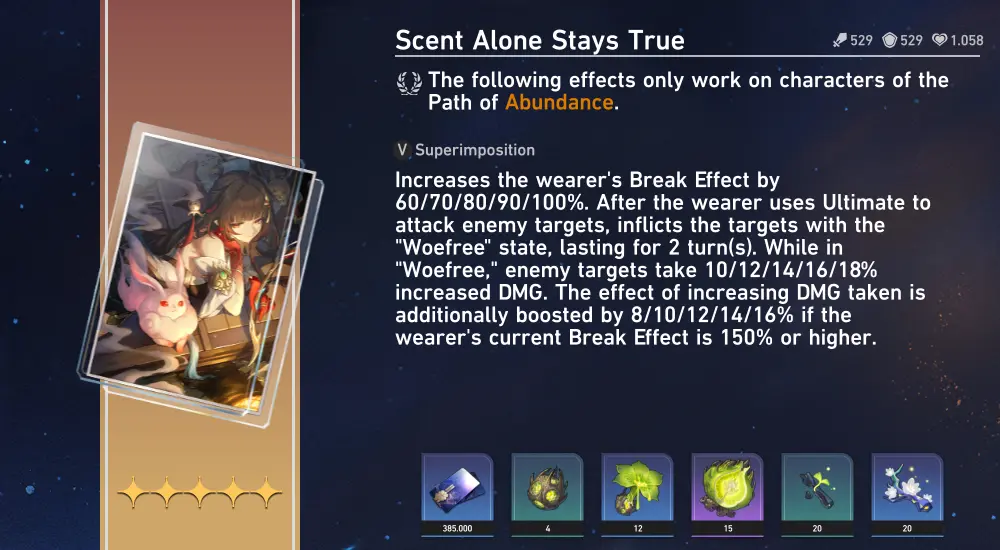 Scent Alone Stays True
529 529 1.058
The following effects only work on characters of the
Path of Abundance.
V Superimposition
Increases the wearer's Break Effect by
60/70/80/90/100%. After the wearer uses Ultimate to
attack enemy targets, inflicts the targets with the
"Woefree" state, lasting for 2 turn(s). While in
"Woefree," enemy targets take 10/12/14/16/18%
increased DMG. The effect of increasing DMG taken is
additionally boosted by 8/10/12/14/16% if the
wearer's current Break Effect is 150% or higher.
385.000 4 12 15 20 20